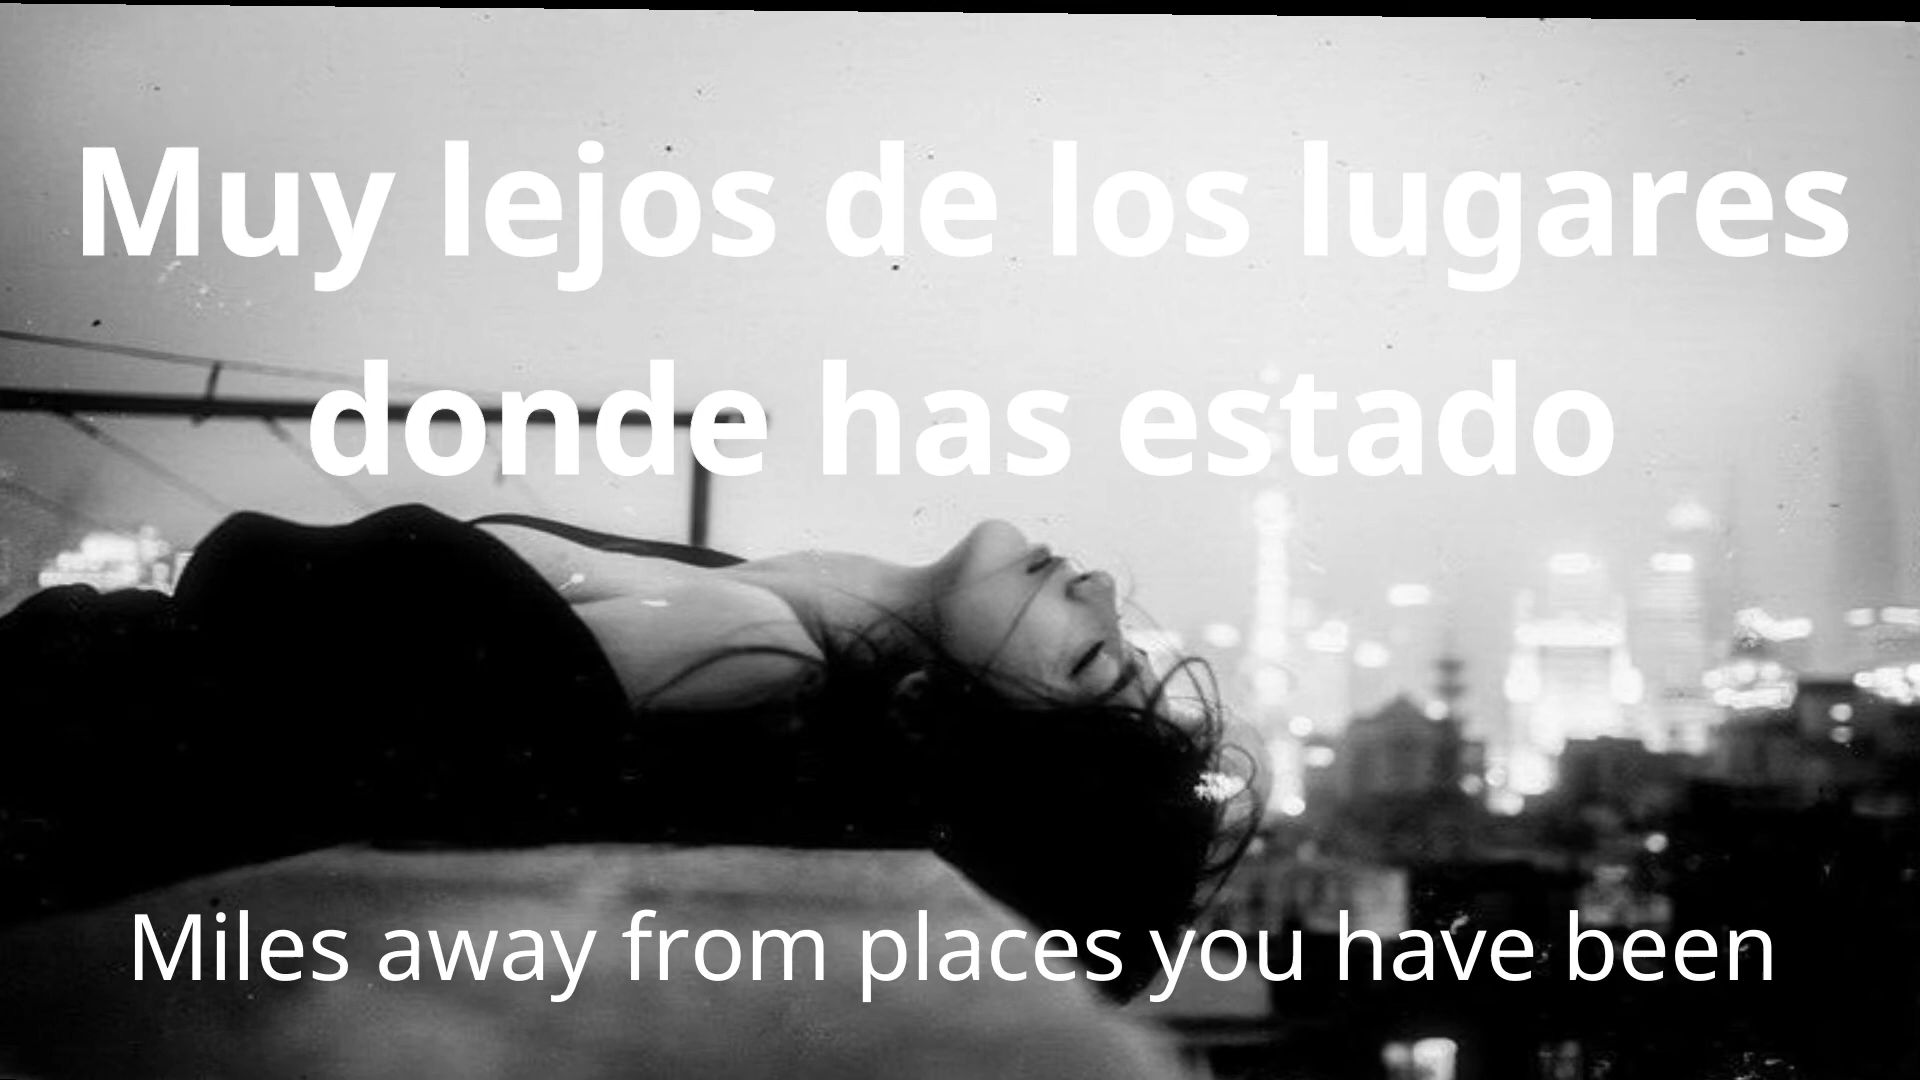 Muy lejos de los lugares
donde has estado
Miles away from places you have been